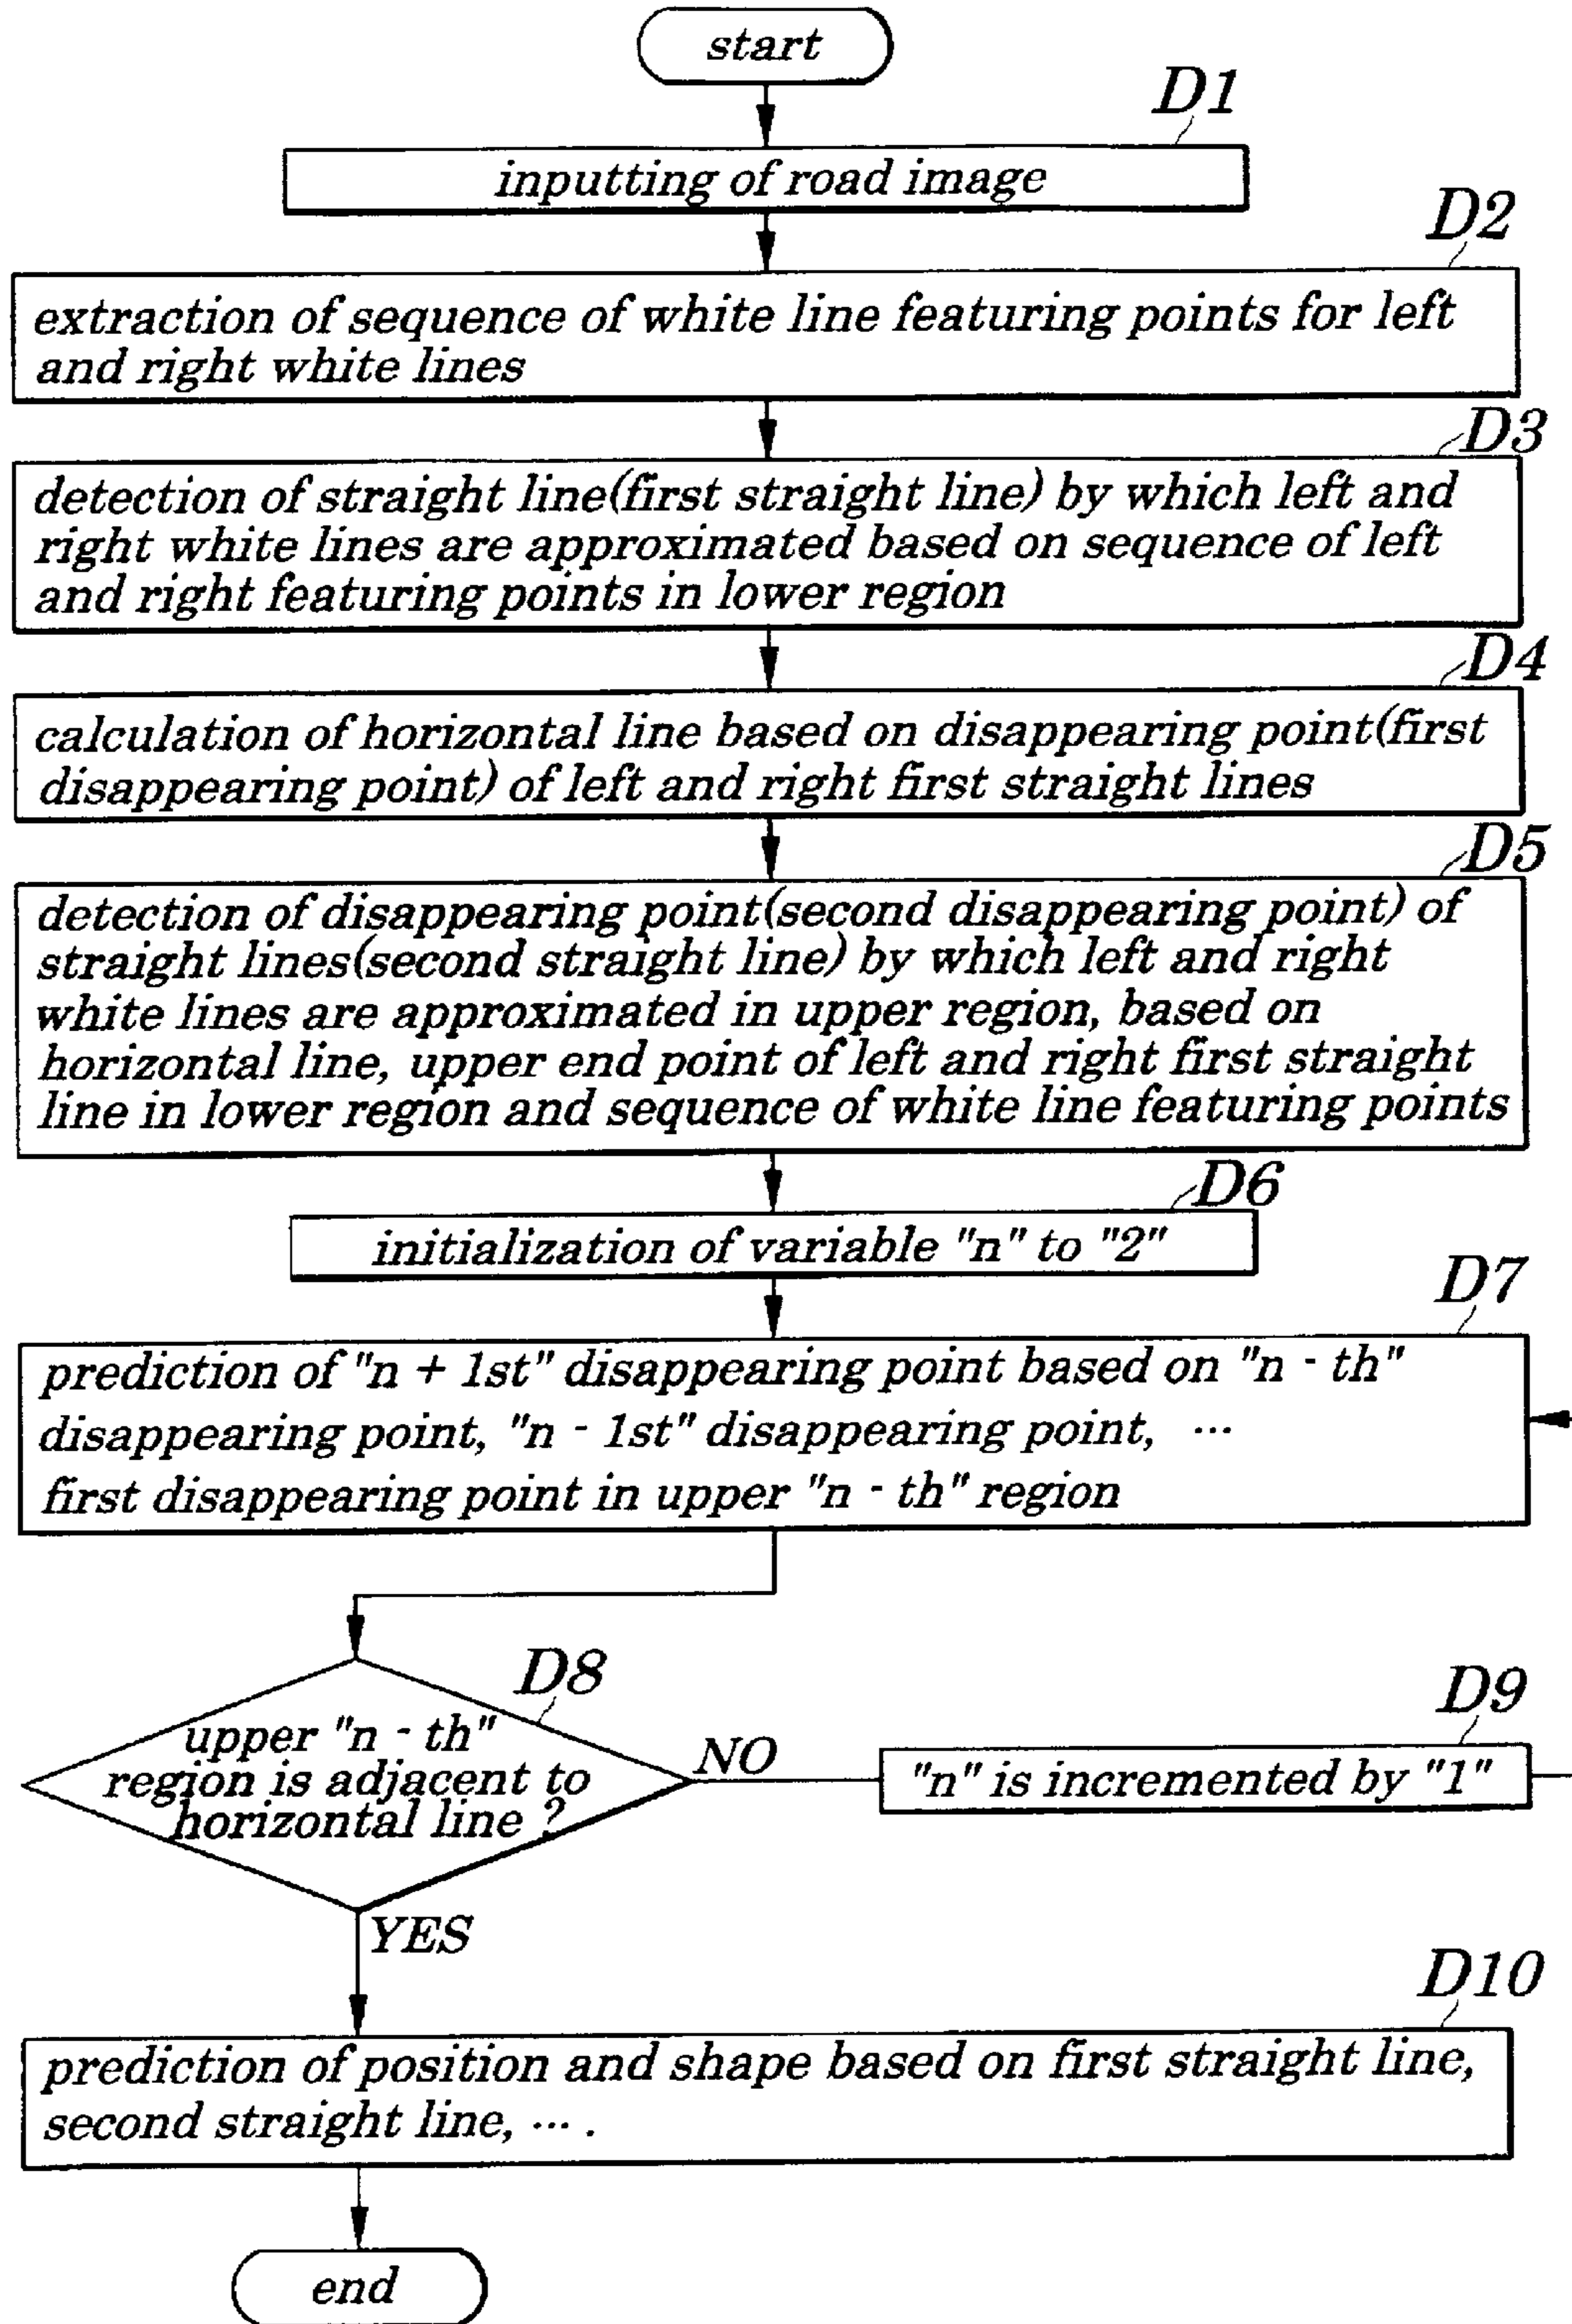 start
D1
inputting of road image
D2
extraction of sequence of white line featuring points for left
and right white lines
D3
detection of straight line(first straight line) by which left and
right white lines are approximated based on sequence of left
and right featuring points in lower region
D4
calculation of horizontal line based on disappearing point(first
disappearing point) of left and right first straight lines
D5
detection of disappearing point(second disappearing point) of
straight lines(second straight line) by which left and right
white lines are approximated in upper region, based on
horizontal line, upper end point of left and right first straight
line in lower region and sequence of white line featuring points
D6
initialization of variable "n" to "2"
D7
prediction of "n + 1st" disappearing point based on "n - th"
disappearing point, "n - 1st" disappearing point, ...
first disappearing point in upper "n - th" region
D8
upper "n - th"
region is adjacent to
horizontal line ?
NO
D9
"n" is incremented by "1"
YES
D10
prediction of position and shape based on first straight line,
second straight line, ... .
end